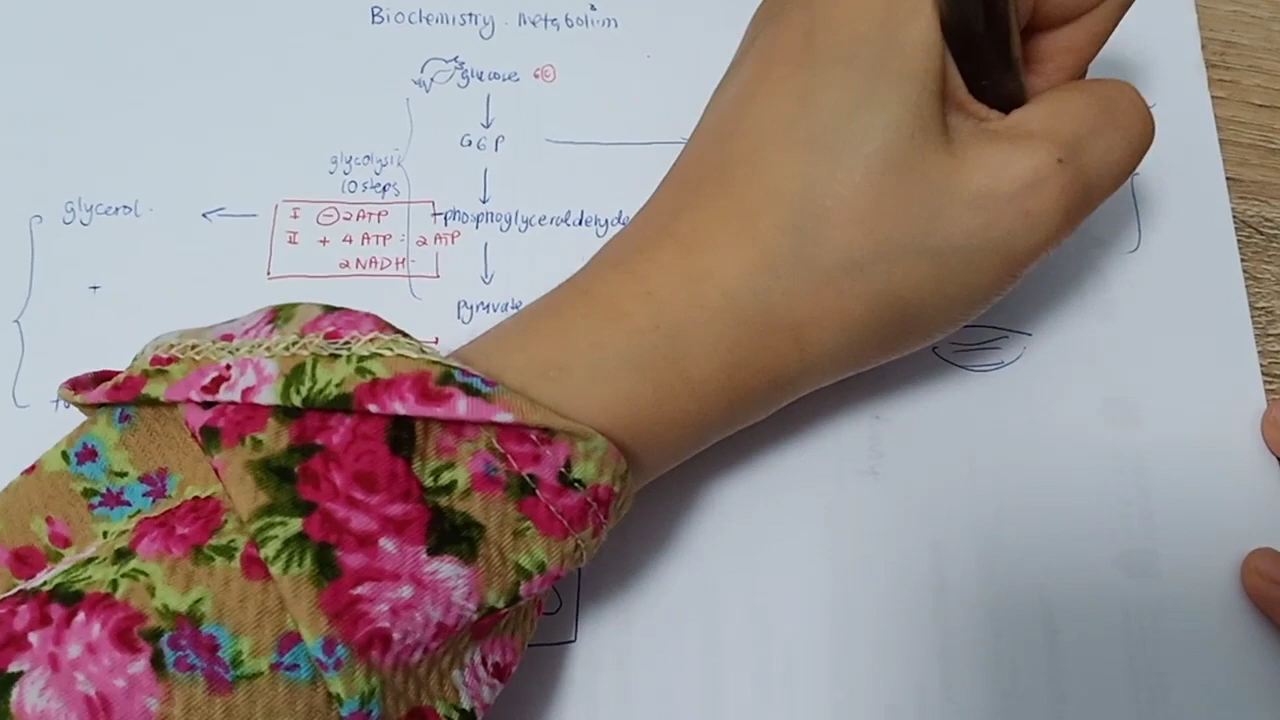 Biochemistry. Metabolism
glucose 6C
G6P
glycolysis
10 steps
glycerol.
I - 2ATP
phosphoglyceraldehyde
II + 4 ATP = 2 ATP
2NADH
+
Pyruvate